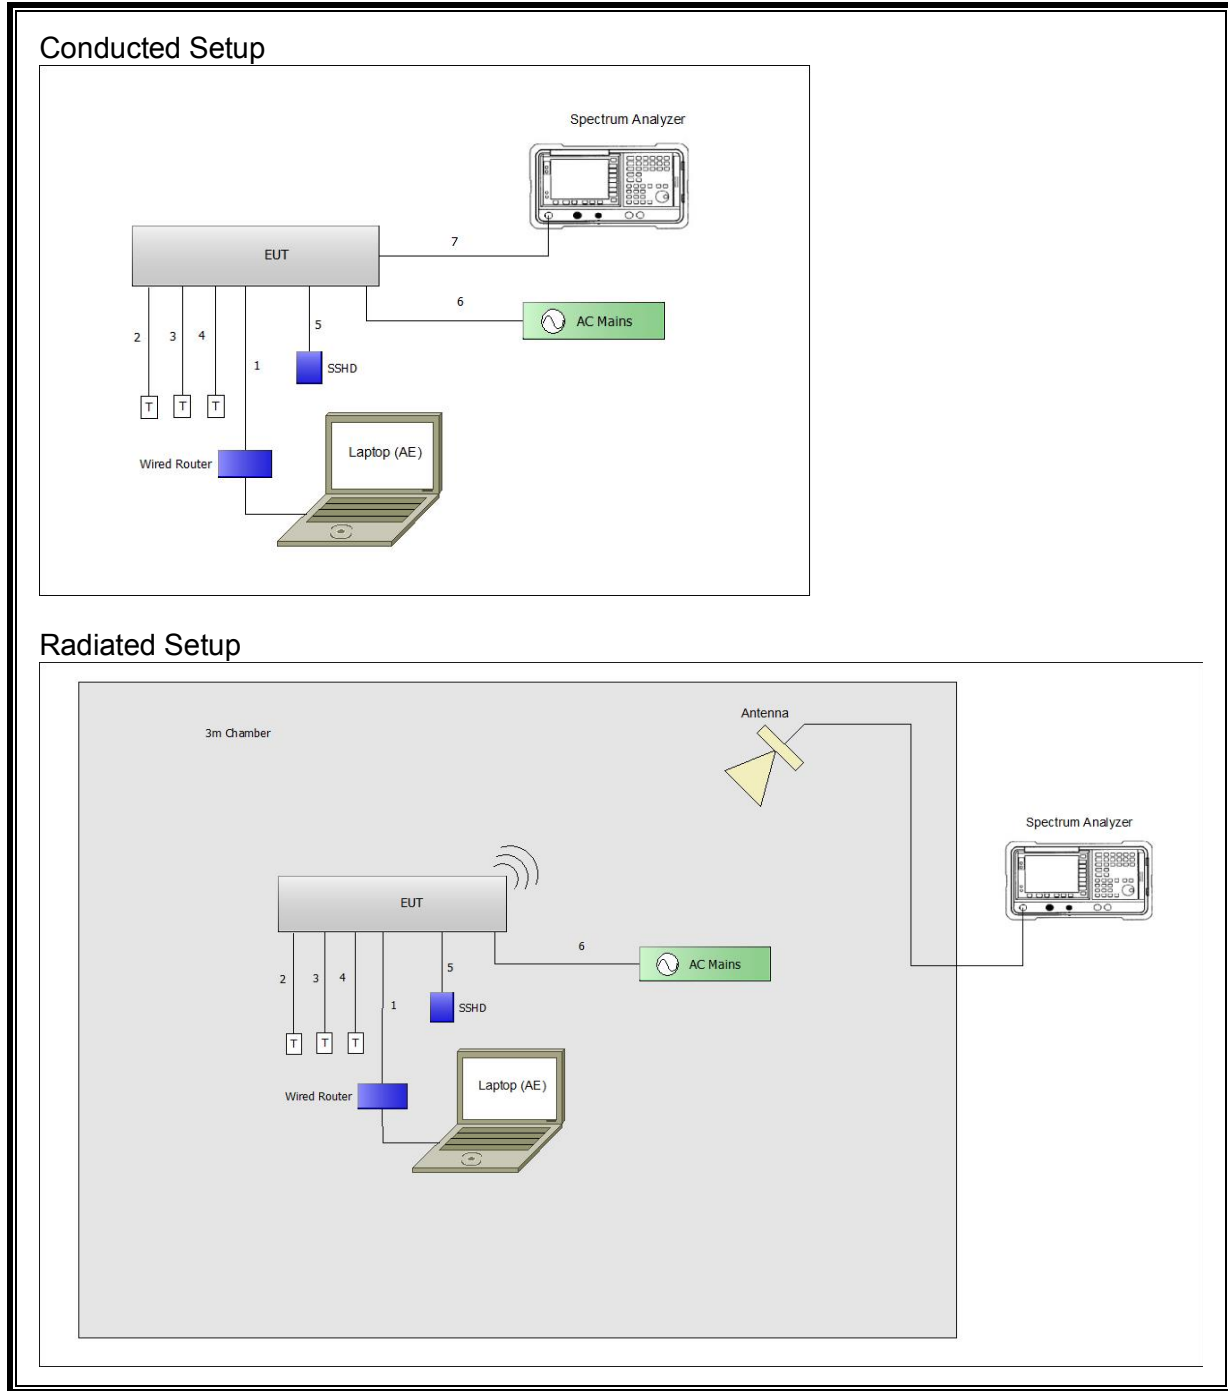 Conducted Setup
Spectrum Analyzer
EUT
7
6
AC Mains
2
3
4
5
1
SSHD
T
T
T
Wired Router
Laptop (AE)
Radiated Setup
3m Chamber
Antenna
Spectrum Analyzer
EUT
6
AC Mains
2
3
4
5
1
SSHD
T
T
T
Wired Router
Laptop (AE)